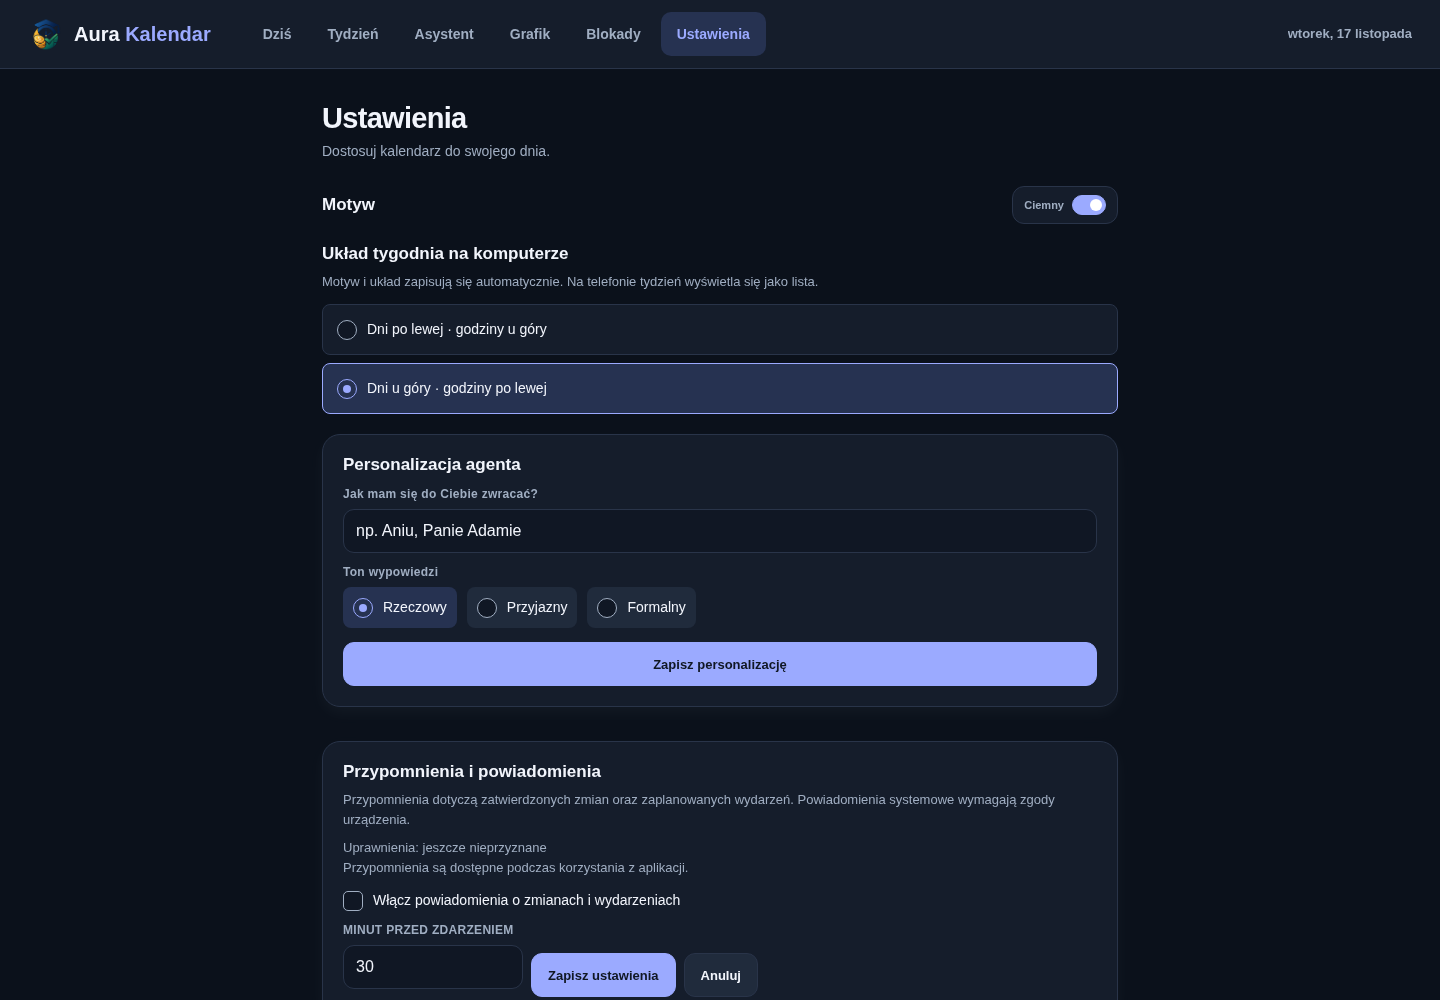 Aura Kalendar
Dziś
Tydzień
Asystent
Grafik
Blokady
Ustawienia
wtorek, 17 listopada
Ustawienia
Dostosuj kalendarz do swojego dnia.
Motyw
Ciemny
Układ tygodnia na komputerze
Motyw i układ zapisują się automatycznie. Na telefonie tydzień wyświetla się jako lista.
Dni po lewej · godziny u góry
Dni u góry · godziny po lewej
Personalizacja agenta
Jak mam się do Ciebie zwracać?
np. Aniu, Panie Adamie
Ton wypowiedzi
Rzeczowy
Przyjazny
Formalny
Zapisz personalizację
Przypomnienia i powiadomienia
Przypomnienia dotyczą zatwierdzonych zmian oraz zaplanowanych wydarzeń. Powiadomienia systemowe wymagają zgody
urządzenia.
Uprawnienia: jeszcze nieprzyznane
Przypomnienia są dostępne podczas korzystania z aplikacji.
Włącz powiadomienia o zmianach i wydarzeniach
MINUT PRZED ZDARZENIEM
30
Zapisz ustawienia
Anuluj